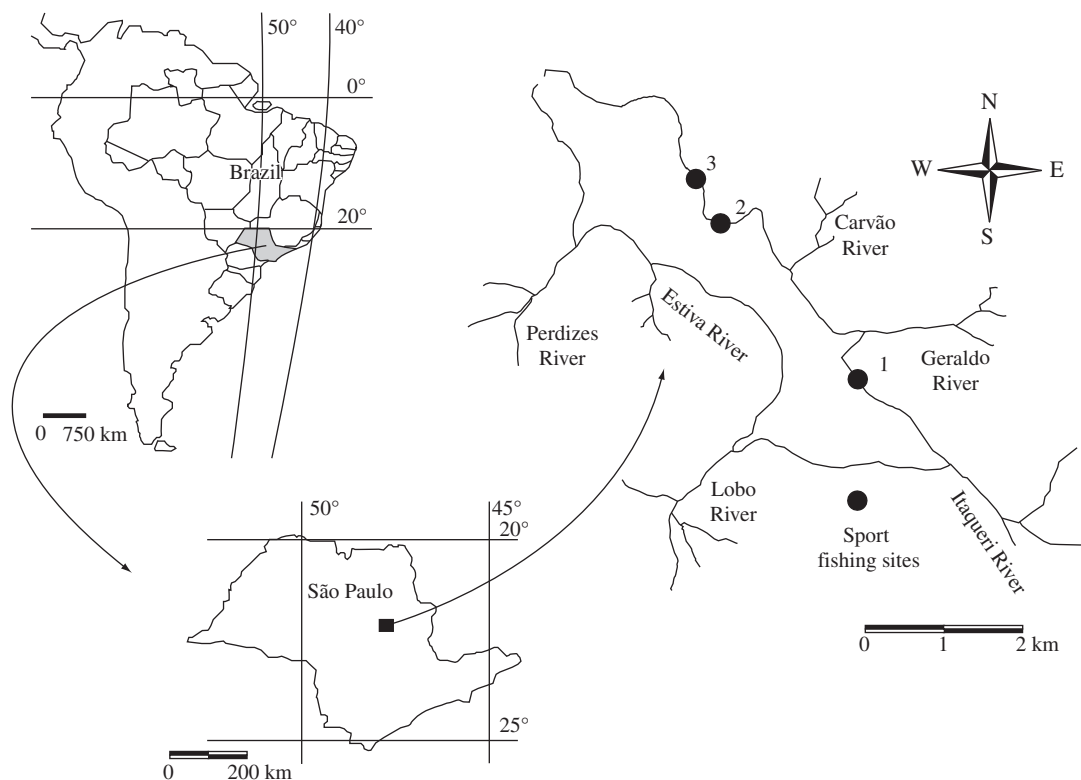 50°
40°
0°
Brazil
20°
0 750 km
N
W
E
S
3
2
Carvão
River
Estiva River
Perdizes
River
1
Geraldo
River
Lobo
River
Sport
fishing sites
Itaqueri River
0 1 2 km
50°
45°
20°
São Paulo
25°
0 200 km